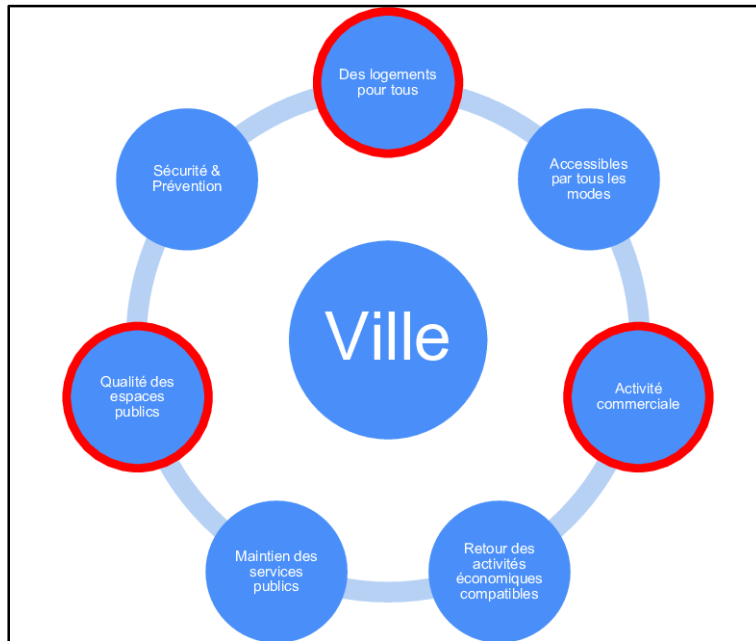 Des logements
pour tous
Accessibles
par tous les
modes
Activité
commerciale
Retour des
activités
économiques
compatibles
Maintien des
services
publics
Qualité des
espaces
publics
Sécurité &
Prévention
Ville